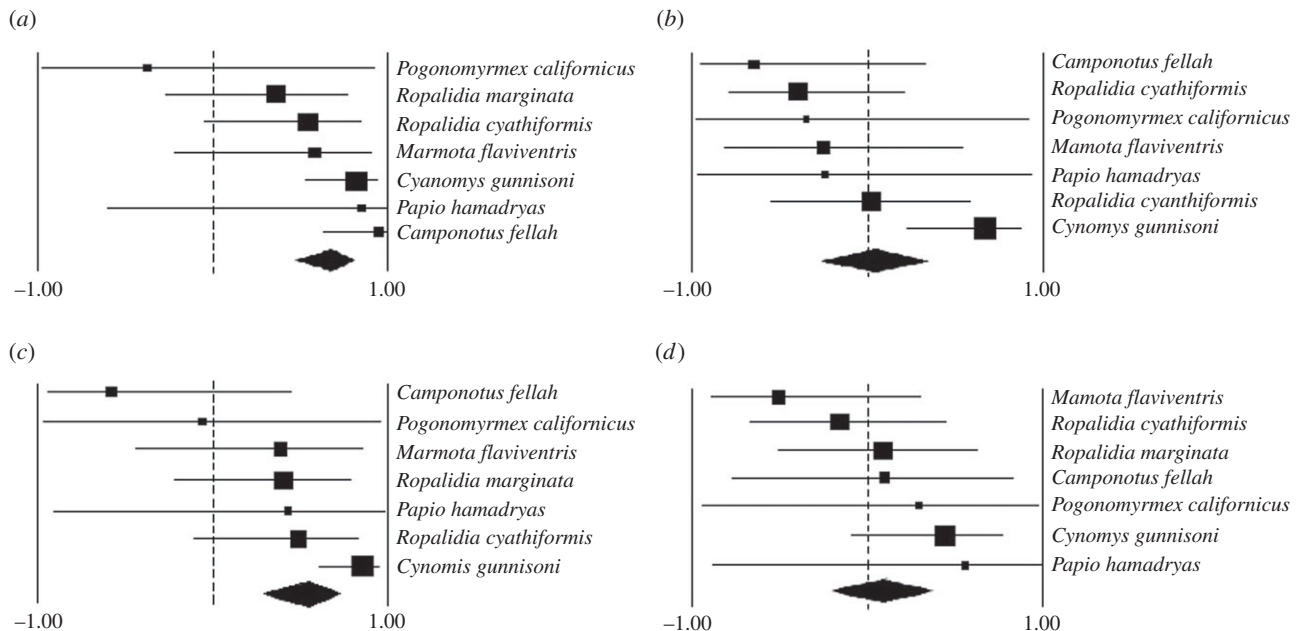 (a)
Pogonomyrmex californicus
Ropalidia marginata
Ropalidia cyathiformis
Marmota flaviventris
Cyanomys gunnisoni
Papio hamadryas
Camponotus fellah
–1.00 1.00
(b)
Camponotus fellah
Ropalidia cyathiformis
Pogonomyrmex californicus
Mamota flaviventris
Papio hamadryas
Ropalidia cyanthiformis
Cynomys gunnisoni
–1.00 1.00
(c)
Camponotus fellah
Pogonomyrmex californicus
Marmota flaviventris
Ropalidia marginata
Papio hamadryas
Ropalidia cyathiformis
Cynomis gunnisoni
–1.00 1.00
(d)
Mamota flaviventris
Ropalidia cyathiformis
Ropalidia marginata
Camponotus fellah
Pogonomyrmex californicus
Cynomys gunnisoni
Papio hamadryas
–1.00 1.00